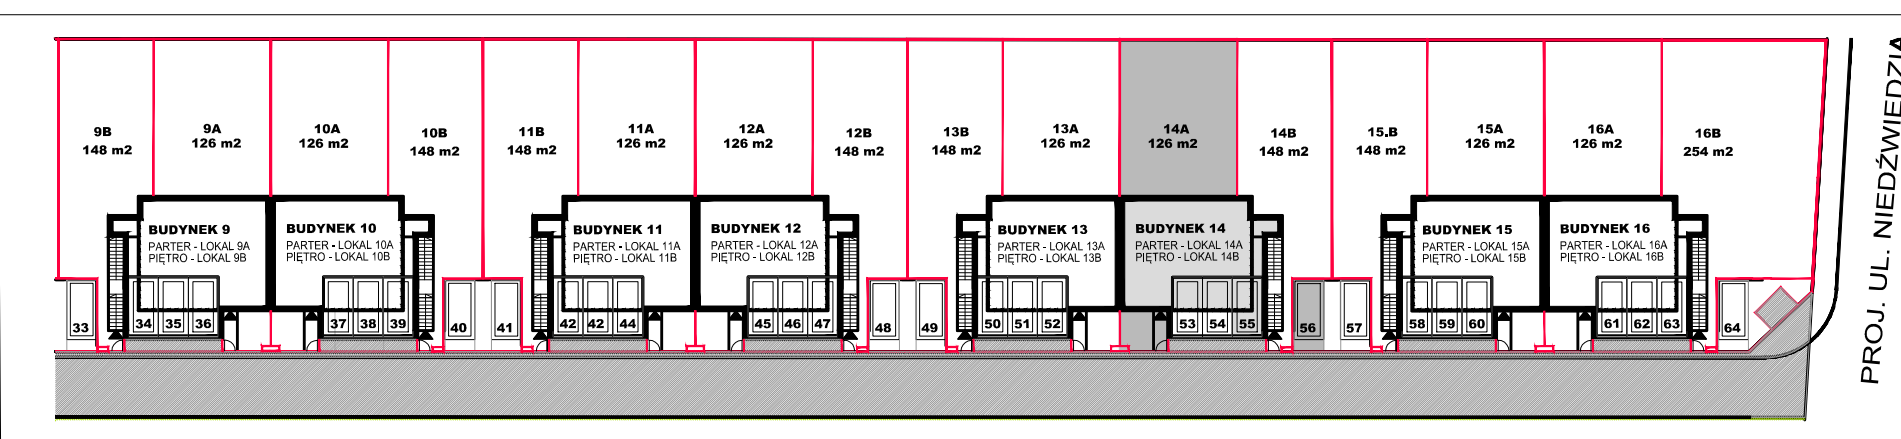 9B
148 m2
9A
126 m2
10A
126 m2
10B
148 m2
11B
148 m2
11A
126 m2
12A
126 m2
12B
148 m2
13B
148 m2
13A
126 m2
14A
126 m2
14B
148 m2
15.B
148 m2
15A
126 m2
16A
126 m2
16B
254 m2
BUDYNEK 9
PARTER - LOKAL 9A
PIĘTRO - LOKAL 9B
BUDYNEK 10
PARTER - LOKAL 10A
PIĘTRO - LOKAL 10B
BUDYNEK 11
PARTER - LOKAL 11A
PIĘTRO - LOKAL 11B
BUDYNEK 12
PARTER - LOKAL 12A
PIĘTRO - LOKAL 12B
BUDYNEK 13
PARTER - LOKAL 13A
PIĘTRO - LOKAL 13B
BUDYNEK 14
PARTER - LOKAL 14A
PIĘTRO - LOKAL 14B
BUDYNEK 15
PARTER - LOKAL 15A
PIĘTRO - LOKAL 15B
BUDYNEK 16
PARTER - LOKAL 16A
PIĘTRO - LOKAL 16B
33 34 35 36 37 38 39 40 41 42 42 44 45 46 47 48 49 50 51 52 53 54 55 56 57 58 59 60 61 62 63 64
PROJ. UL. NIEDŹWIEDZIA